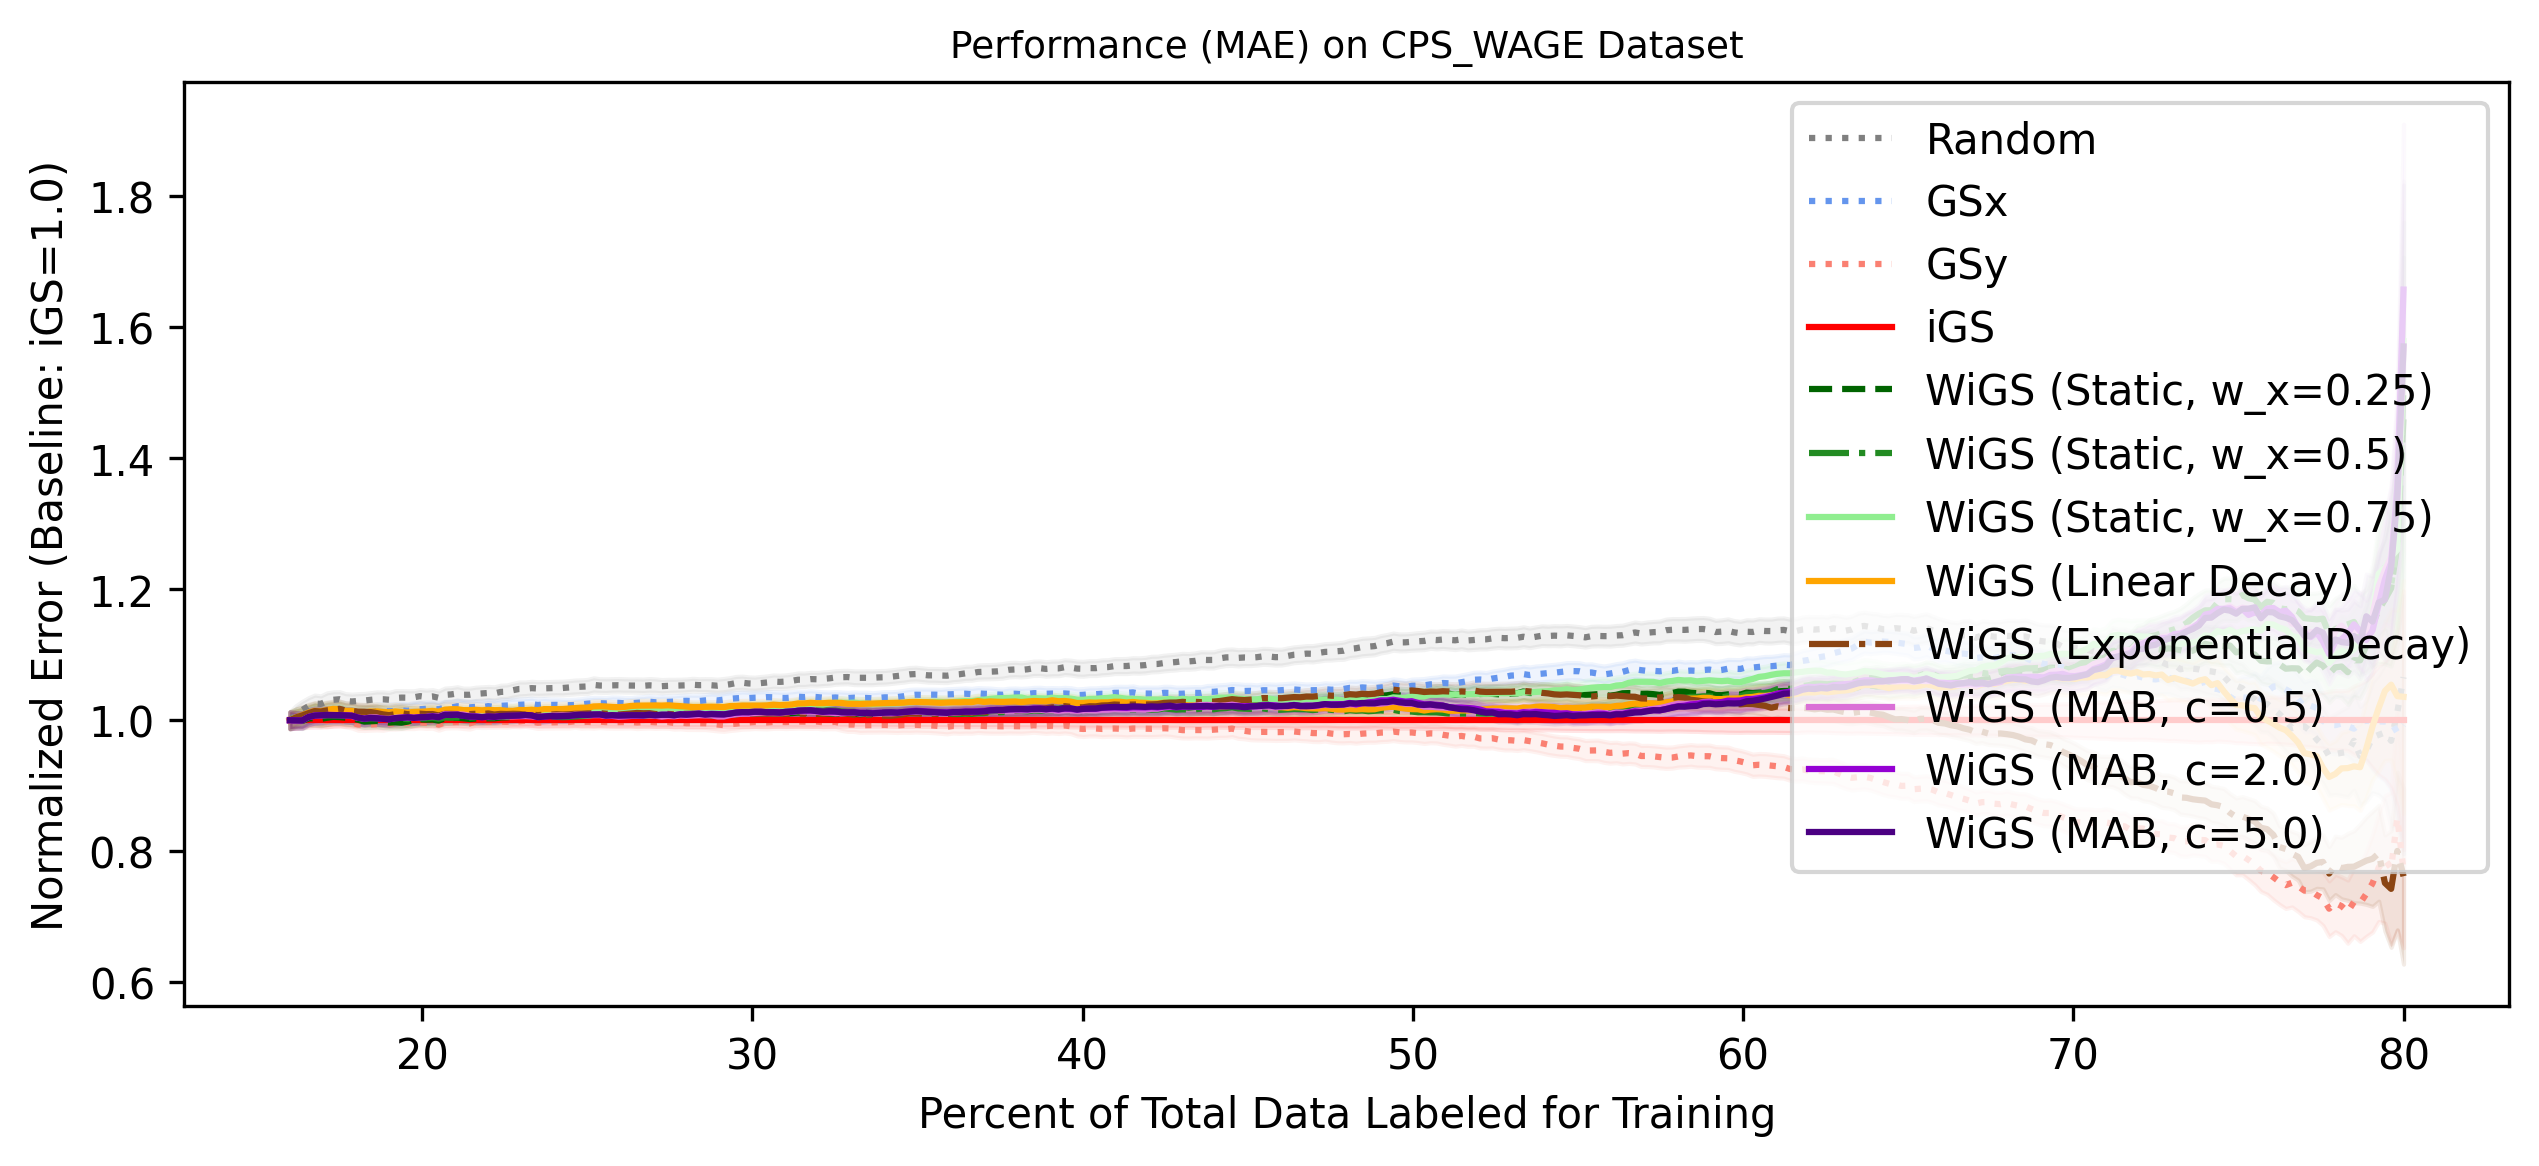 Performance (MAE) on CPS_WAGE Dataset
Normalized Error (Baseline: iGS=1.0)
1.8
1.6
1.4
1.2
1.0
0.8
0.6
Random
GSx
GSy
iGS
WiGS (Static, w_x=0.25)
WiGS (Static, w_x=0.5)
WiGS (Static, w_x=0.75)
WiGS (Linear Decay)
WiGS (Exponential Decay)
WiGS (MAB, c=0.5)
WiGS (MAB, c=2.0)
WiGS (MAB, c=5.0)
20 30 40 50 60 70 80
Percent of Total Data Labeled for Training